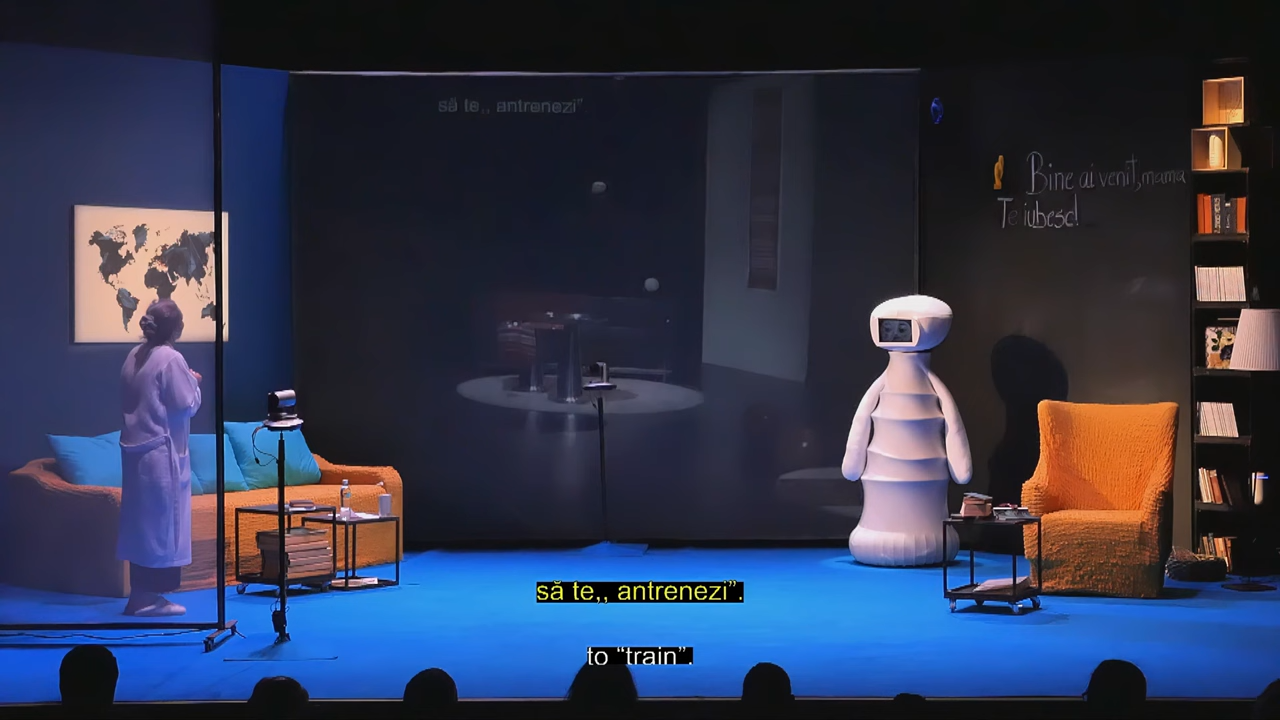 să te,, antrenezi”
Bine ai venit, mama
Te iubesc!
să te,, antrenezi”.
to “train”.